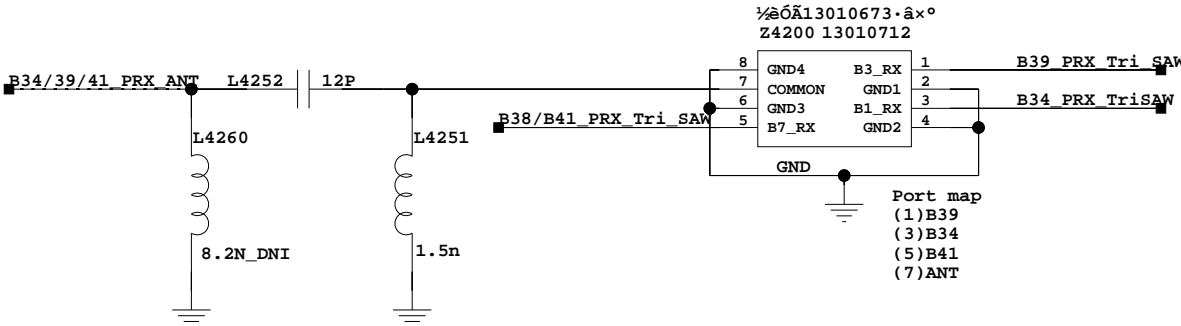 ½èÓÃ13010673·â×°
Z4200 13010712
B34/39/41_PRX_ANT
L4252
12P
8 GND4 B3_RX 1
7 COMMON GND1 2
6 GND3 B1_RX 3
5 B7_RX GND2 4
B39_PRX_Tri_SAW
B34_PRX_TriSAW
B38/B41_PRX_Tri_SAW
L4260
L4251
GND
8.2N_DNI
1.5n
Port map
(1)B39
(3)B34
(5)B41
(7)ANT